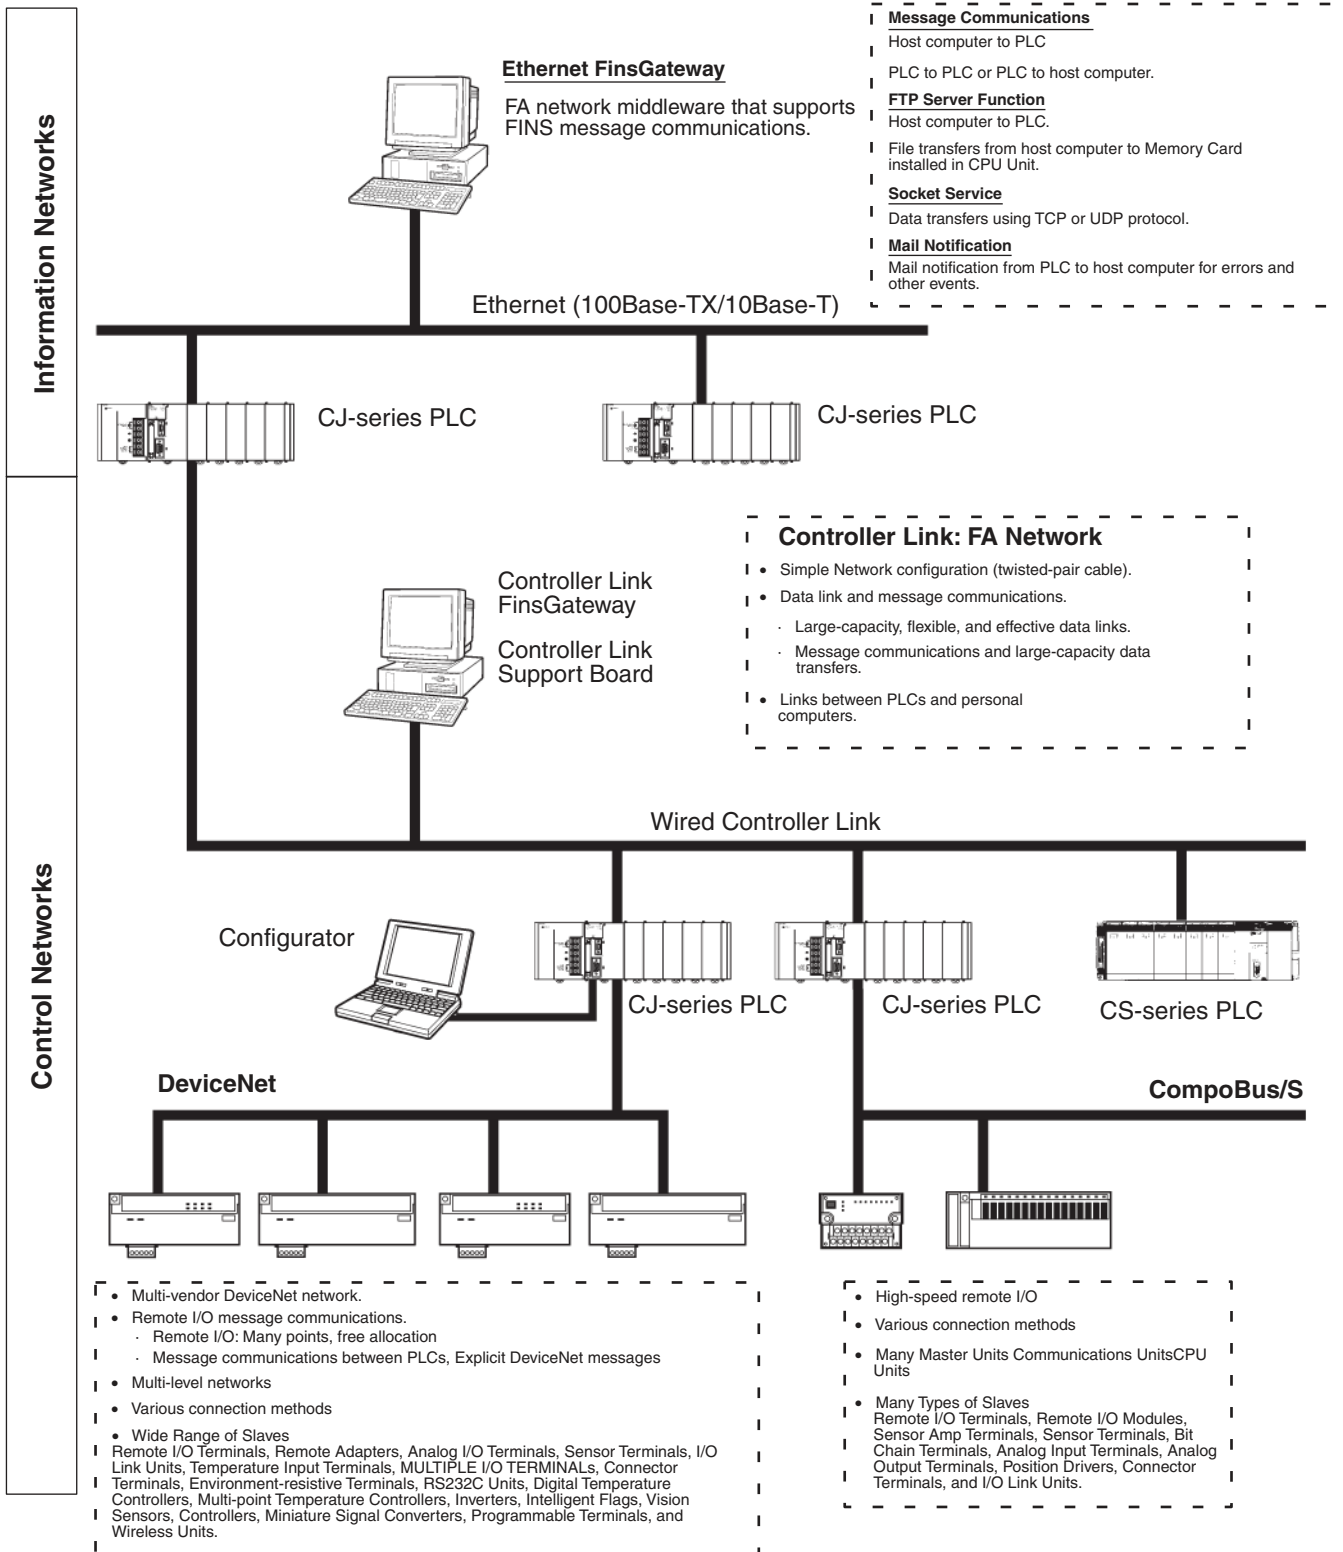 Information Networks
Control Networks
Ethernet FinsGateway
FA network middleware that supports
FINS message communications.
Message Communications
Host computer to PLC
PLC to PLC or PLC to host computer.
FTP Server Function
Host computer to PLC.
File transfers from host computer to Memory Card
installed in CPU Unit.
Socket Service
Data transfers using TCP or UDP protocol.
Mail Notification
Mail notification from PLC to host computer for errors and
other events.
Ethernet (100Base-TX/10Base-T)
CJ-series PLC
CJ-series PLC
Controller Link
FinsGateway
Controller Link
Support Board
Controller Link: FA Network
• Simple Network configuration (twisted-pair cable).
• Data link and message communications.
· Large-capacity, flexible, and effective data links.
· Message communications and large-capacity data
transfers.
• Links between PLCs and personal
computers.
Wired Controller Link
Configurator
CJ-series PLC
CJ-series PLC
CS-series PLC
DeviceNet
CompoBus/S
• Multi-vendor DeviceNet network.
• Remote I/O message communications.
· Remote I/O: Many points, free allocation
· Message communications between PLCs, Explicit DeviceNet messages
• Multi-level networks
• Various connection methods
• Wide Range of Slaves
Remote I/O Terminals, Remote Adapters, Analog I/O Terminals, Sensor Terminals, I/O
Link Units, Temperature Input Terminals, MULTIPLE I/O TERMINALs, Connector
Terminals, Environment-resistive Terminals, RS232C Units, Digital Temperature
Controllers, Multi-point Temperature Controllers, Inverters, Intelligent Flags, Vision
Sensors, Controllers, Miniature Signal Converters, Programmable Terminals, and
Wireless Units.
• High-speed remote I/O
• Various connection methods
• Many Master Units Communications UnitsCPU
Units
• Many Types of Slaves
Remote I/O Terminals, Remote I/O Modules,
Sensor Amp Terminals, Sensor Terminals, Bit
Chain Terminals, Analog Input Terminals, Analog
Output Terminals, Position Drivers, Connector
Terminals, and I/O Link Units.